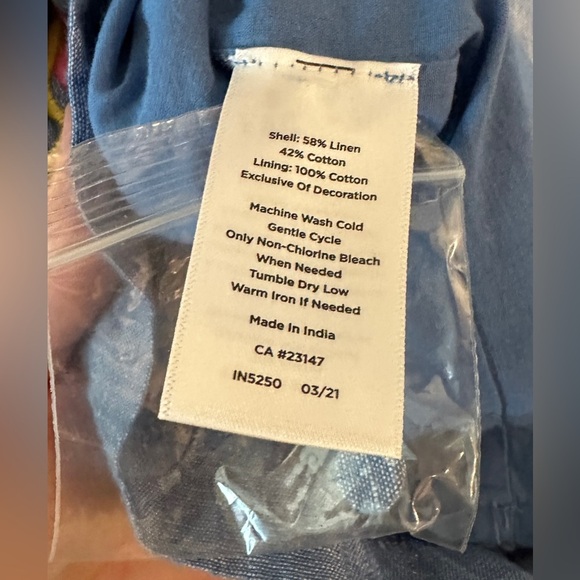 Shell: 58% Linen
42% Cotton
Lining: 100% Cotton
Exclusive Of Decoration
Machine Wash Cold
Gentle Cycle
Only Non-Chlorine Bleach
When Needed
Tumble Dry Low
Warm Iron If Needed
Made In India
CA #23147
IN5250 03/21